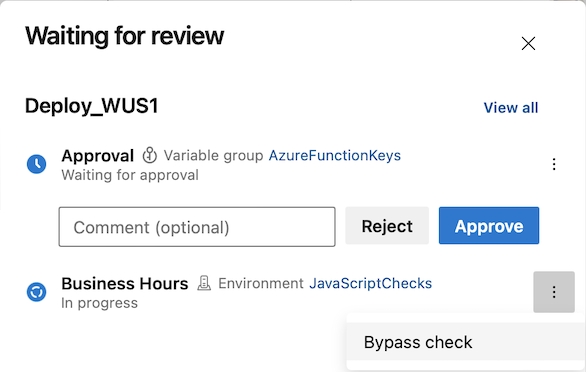 Waiting for review
Deploy_WUS1 View all
Approval Variable group AzureFunctionKeys
Waiting for approval
Comment (optional) Reject Approve
Business Hours Environment JavaScriptChecks
In progress
Bypass check